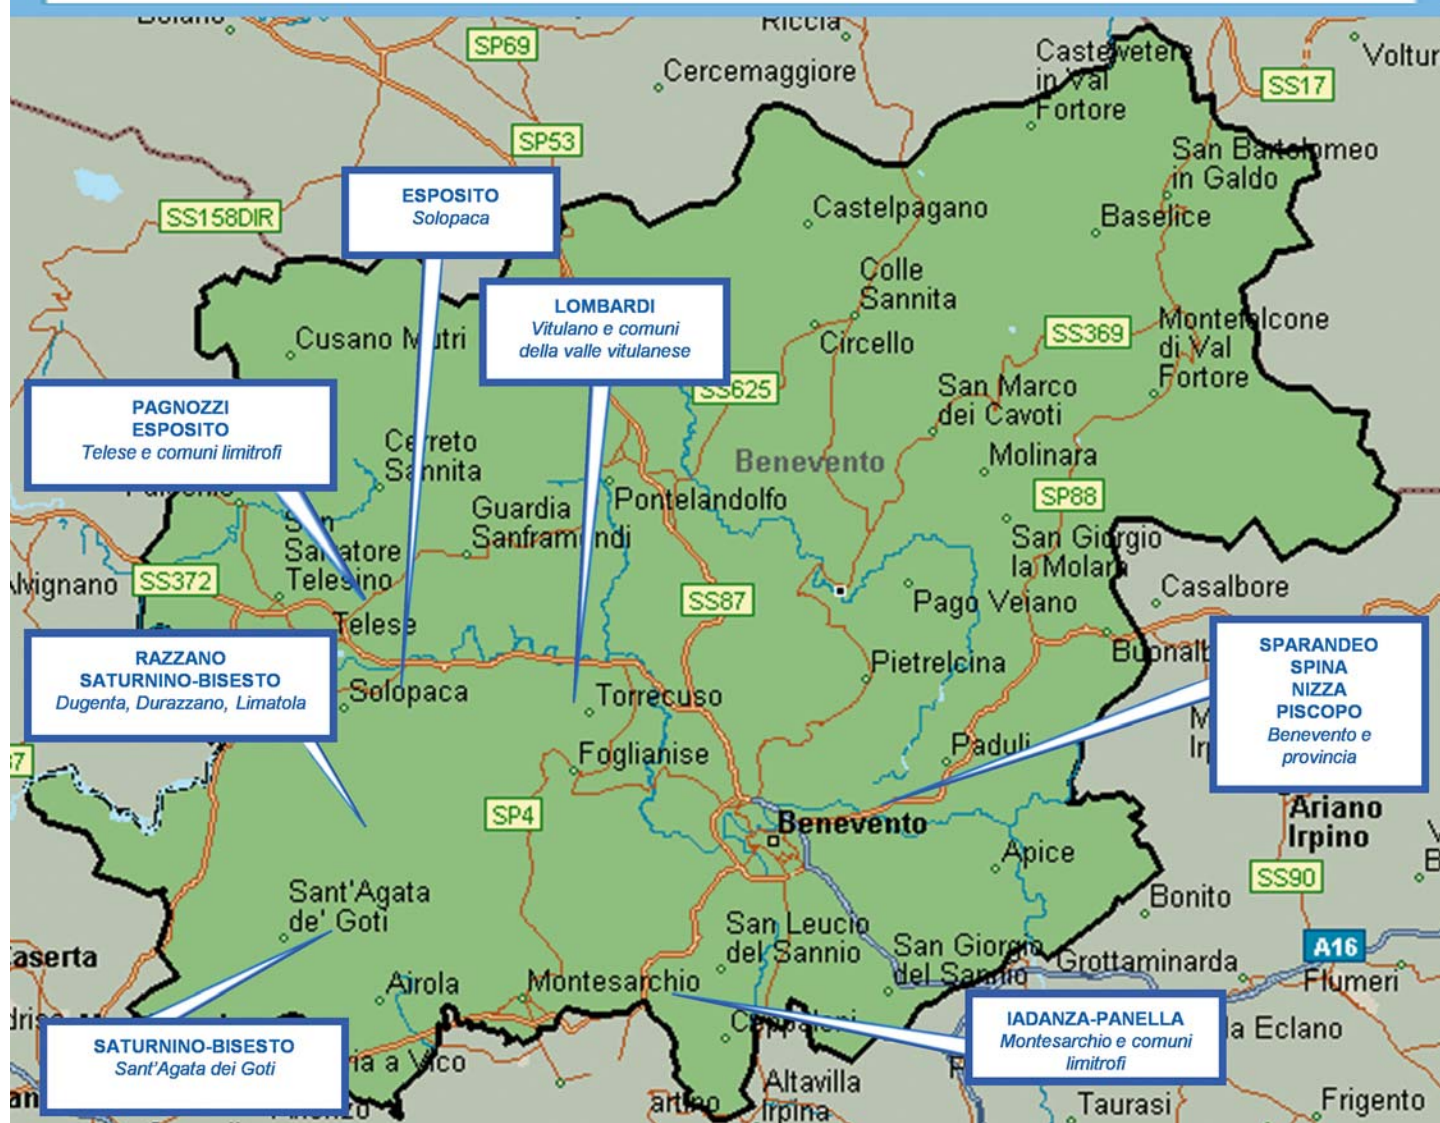 Riccia
SP69
Cercemaggiore
Castelvetere
in Val
Fortore
SS17
SP53
San Bartolomeo
in Galdo
SS158DIR
ESPOSITO
Solopaca
Castelpagano
Baselice
Colle
Sannita
LOMBARDI
Vitulano e comuni
della valle vitulanese
Cusano Mutri
Circello
SS369
Montefalcone
di Val
Fortore
SS625
San Marco
dei Cavoti
PAGNOZZI
ESPOSITO
Telese e comuni limitrofi
Cerreto
Sannita
Benevento
Molinara
Pontelandolfo
SP88
Guardia
Sanframondi
San
Salvatore
Telesino
San Giorgio
la Molara
Alvignano
SS372
SS87
Pago Veiano
Casalbore
Telese
RAZZANO
SATURNINO-BISESTO
Dugenta, Durazzano, Limatola
Solopaca
Pietrelcina
SPARANDEO
SPINA
NIZZA
PISCOPO
Benevento e
provincia
Torrecuso
Foglianise
Paduli
SP4
Benevento
Ariano
Irpino
Apice
SS90
Sant'Agata
de' Goti
Bonito
San Leucio
del Sannio
San Giorgio
del Sannio
A16
Grottaminarda
Flumeri
Airola
Montesarchio
SATURNINO-BISESTO
Sant'Agata dei Goti
IADANZA-PANELLA
Montesarchio e comuni
limitrofi
la Eclano
ia a Vico
Altavilla
Irpina
Taurasi
Frigento